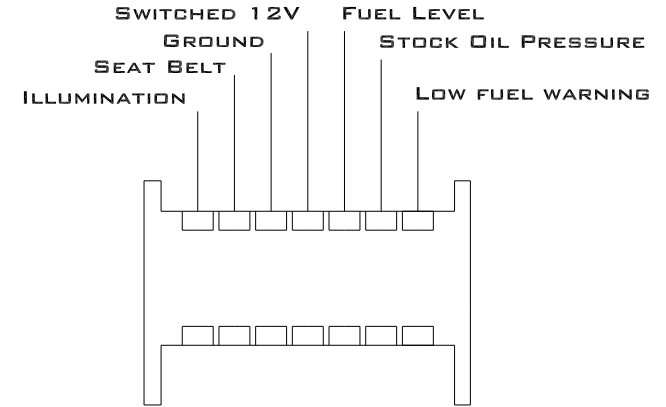 Switched 12V
Fuel Level
Ground
Stock Oil Pressure
Seat Belt
Illumination
Low fuel warning